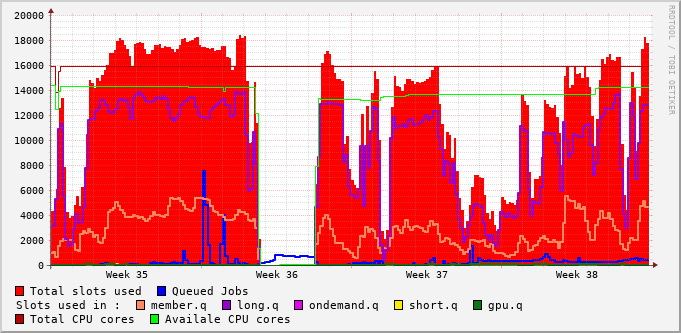 20000
18000
16000
14000
12000
10000
8000
6000
4000
2000
0
Week 35 Week 36 Week 37 Week 38
RRDTOOL / TOBI OETIKER
Total slots used Queued Jobs
Slots used in : member.q long.q ondemand.q short.q gpu.q
Total CPU cores Availale CPU cores